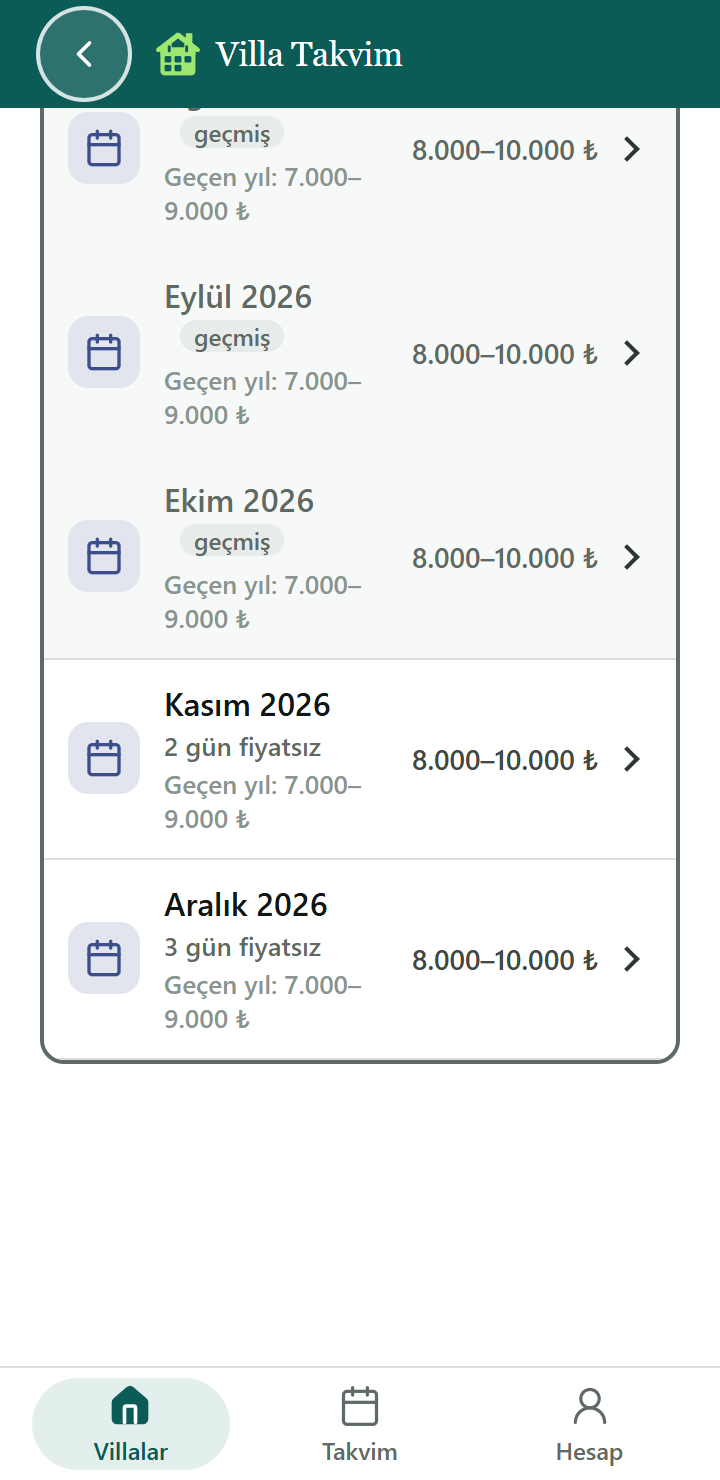 Villa Takvim
geçmiş
8.000–10.000 ₺
Geçen yıl: 7.000–
9.000 ₺
Eylül 2026
geçmiş
8.000–10.000 ₺
Geçen yıl: 7.000–
9.000 ₺
Ekim 2026
geçmiş
8.000–10.000 ₺
Geçen yıl: 7.000–
9.000 ₺
Kasım 2026
2 gün fiyatsız
8.000–10.000 ₺
Geçen yıl: 7.000–
9.000 ₺
Aralık 2026
3 gün fiyatsız
8.000–10.000 ₺
Geçen yıl: 7.000–
9.000 ₺
Villalar
Takvim
Hesap